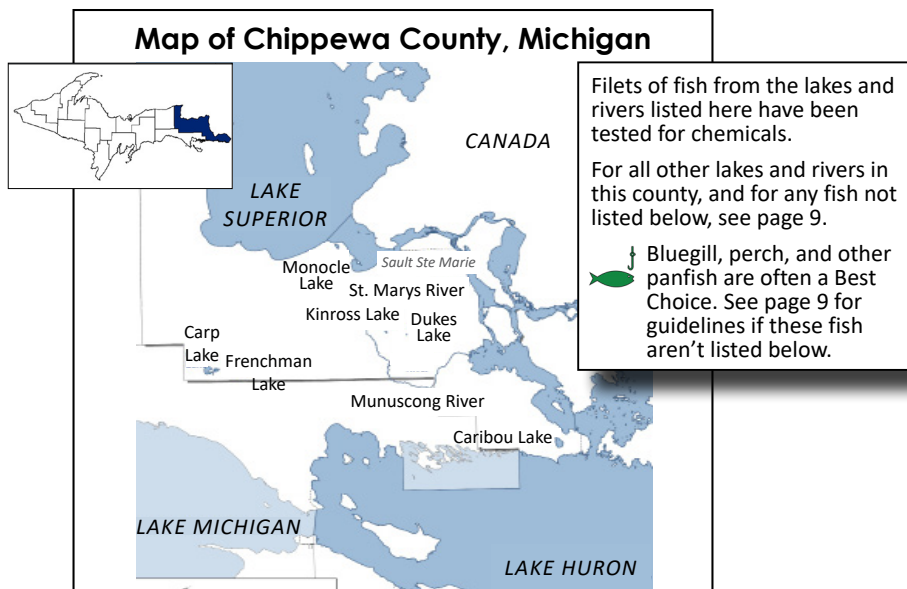 Map of Chippewa County, Michigan
Filets of fish from the lakes and
rivers listed here have been
tested for chemicals.
For all other lakes and rivers in
this county, and for any fish not
listed below, see page 9.
Bluegill, perch, and other
panfish are often a Best
Choice. See page 9 for
guidelines if these fish
aren't listed below.
CANADA
LAKE
SUPERIOR
Sault Ste Marie
Monocle
Lake
St. Marys River
Kinross Lake
Dukes
Lake
Carp
Lake
Frenchman
Lake
Munuscong River
Caribou Lake
LAKE MICHIGAN
LAKE HURON